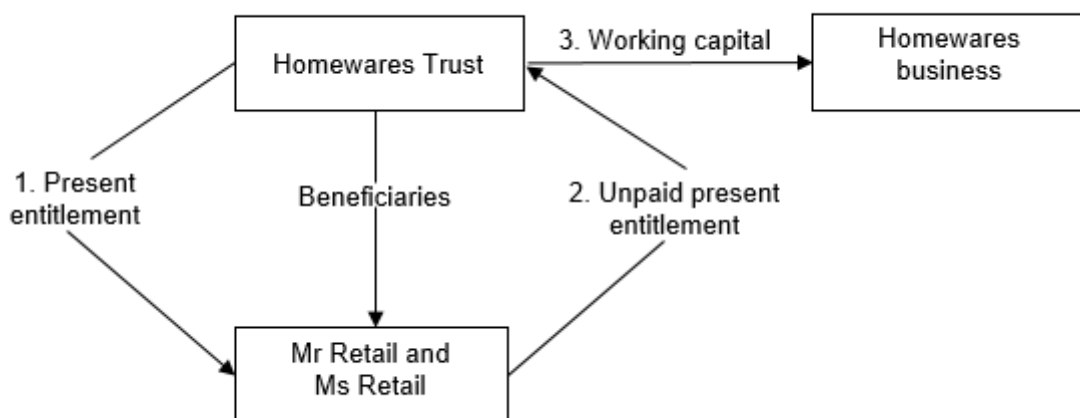 Homewares Trust
3. Working capital
Homewares
business
1. Present
entitlement
Beneficiaries
2. Unpaid present
entitlement
Mr Retail and
Ms Retail